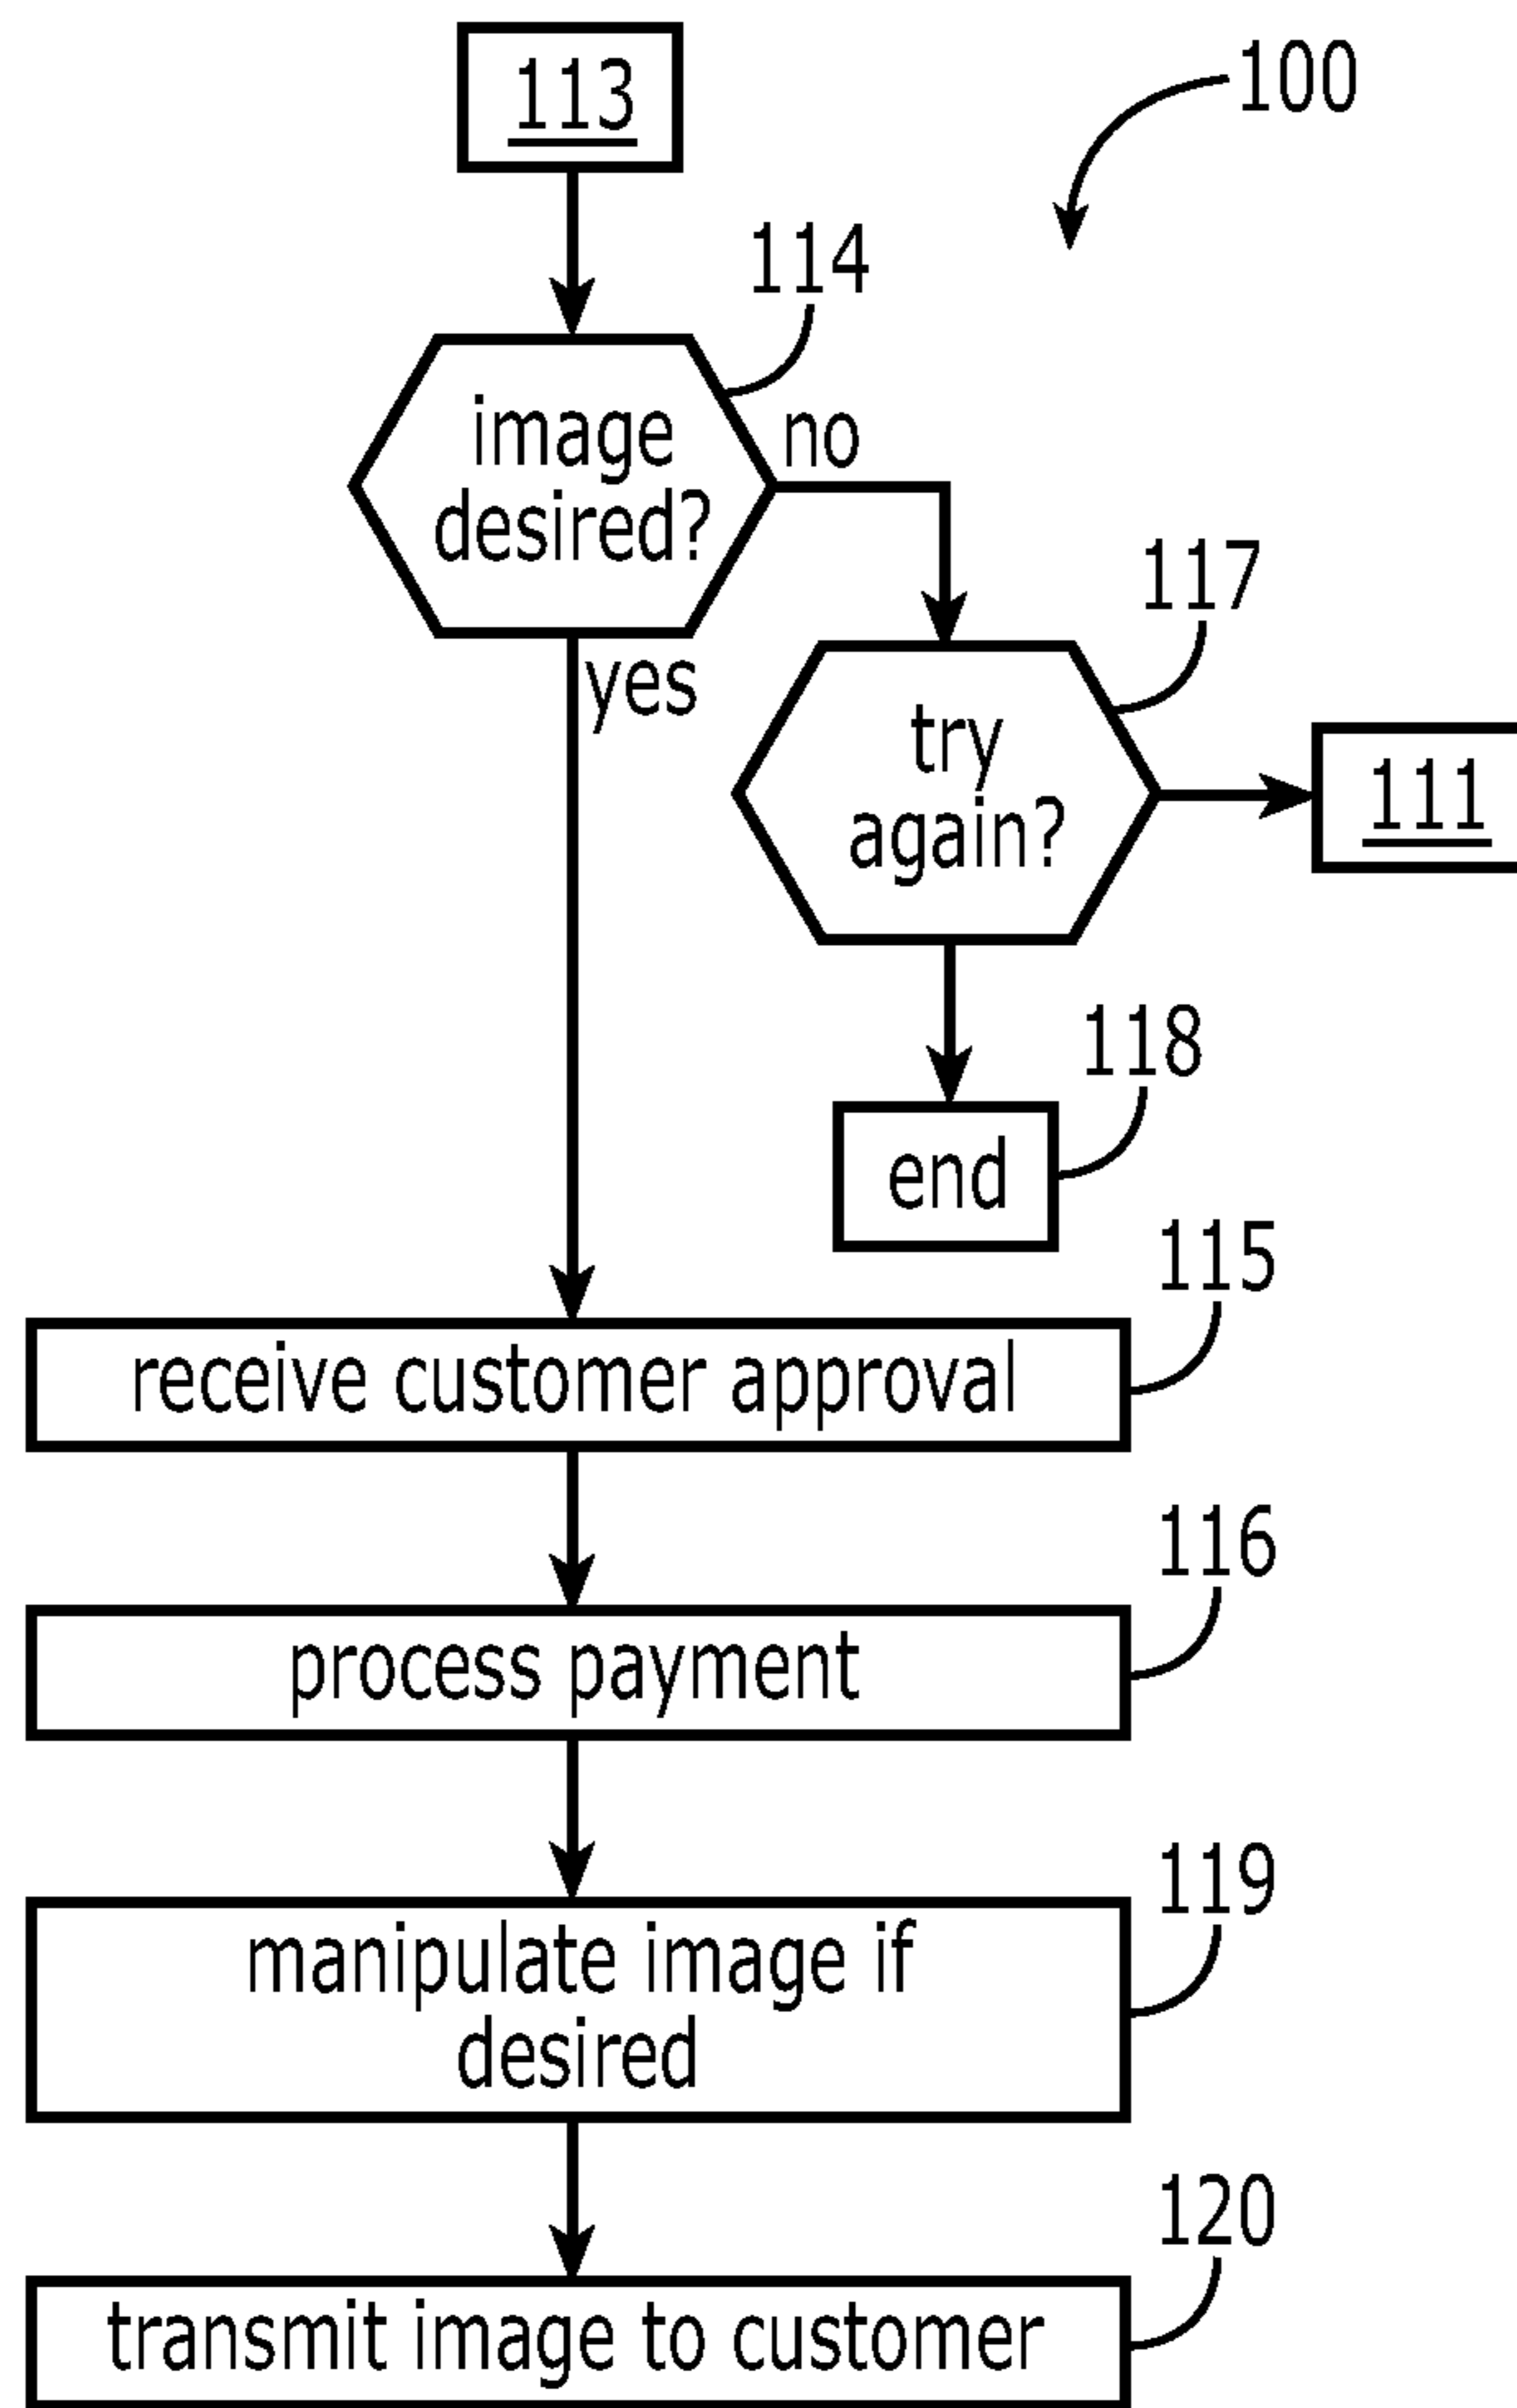 113
100
114
image
desired?
no
yes
117
try
again?
111
118
end
115
receive customer approval
116
process payment
119
manipulate image if
desired
120
transmit image to customer